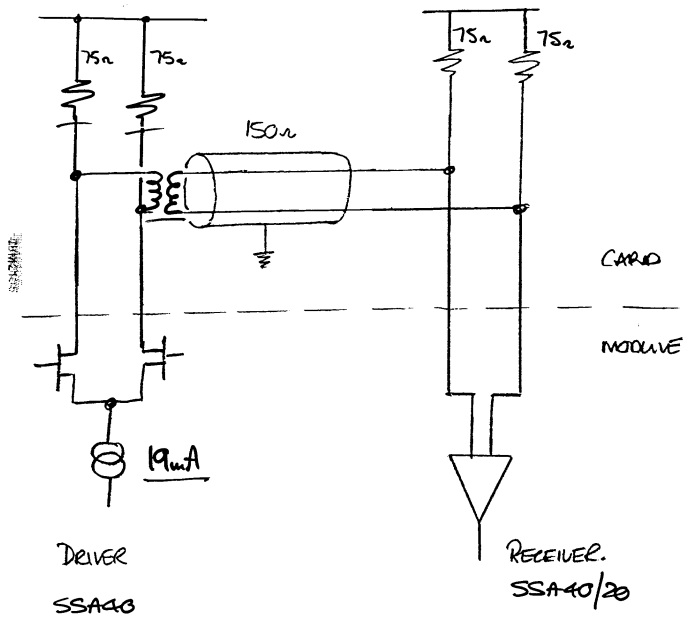 75Ω
75Ω
75Ω
75Ω
150Ω
CARD
MODULE
19mA
DRIVER
SSA40
RECEIVER.
SSA40/20